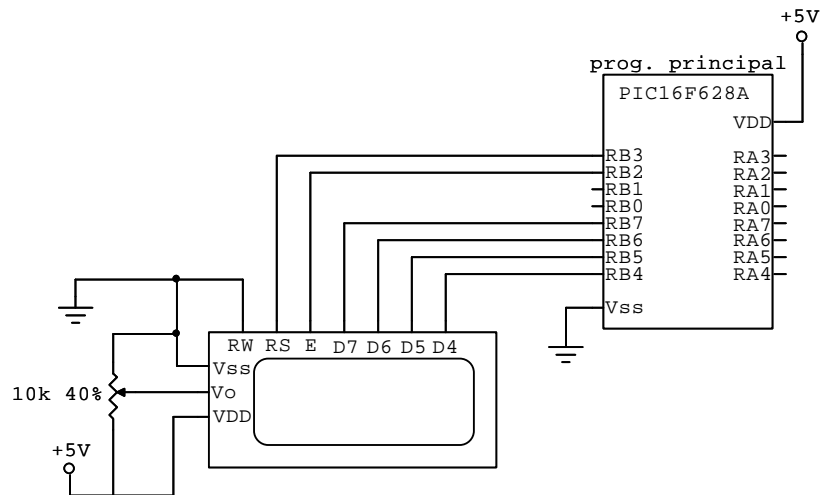 +5V
prog. principal
PIC16F628A
VDD
RB3 RA3
RB2 RA2
RB1 RA1
RB0 RA0
RB7 RA7
RB6 RA6
RB5 RA5
RB4 RA4
Vss
RW RS E D7 D6 D5 D4
Vss
10k 40% Vo
VDD
+5V